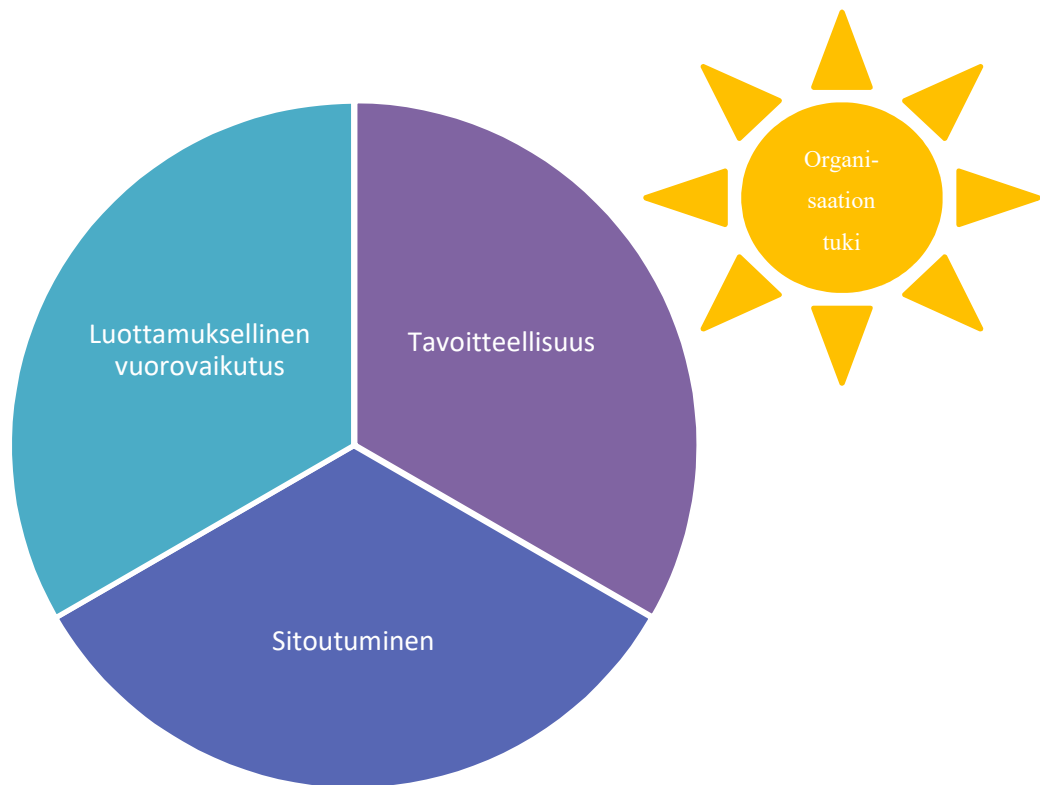 Organi-
saation
tuki
Luottamuksellinen
vuorovaikutus
Tavoitteellisuus
Sitoutuminen